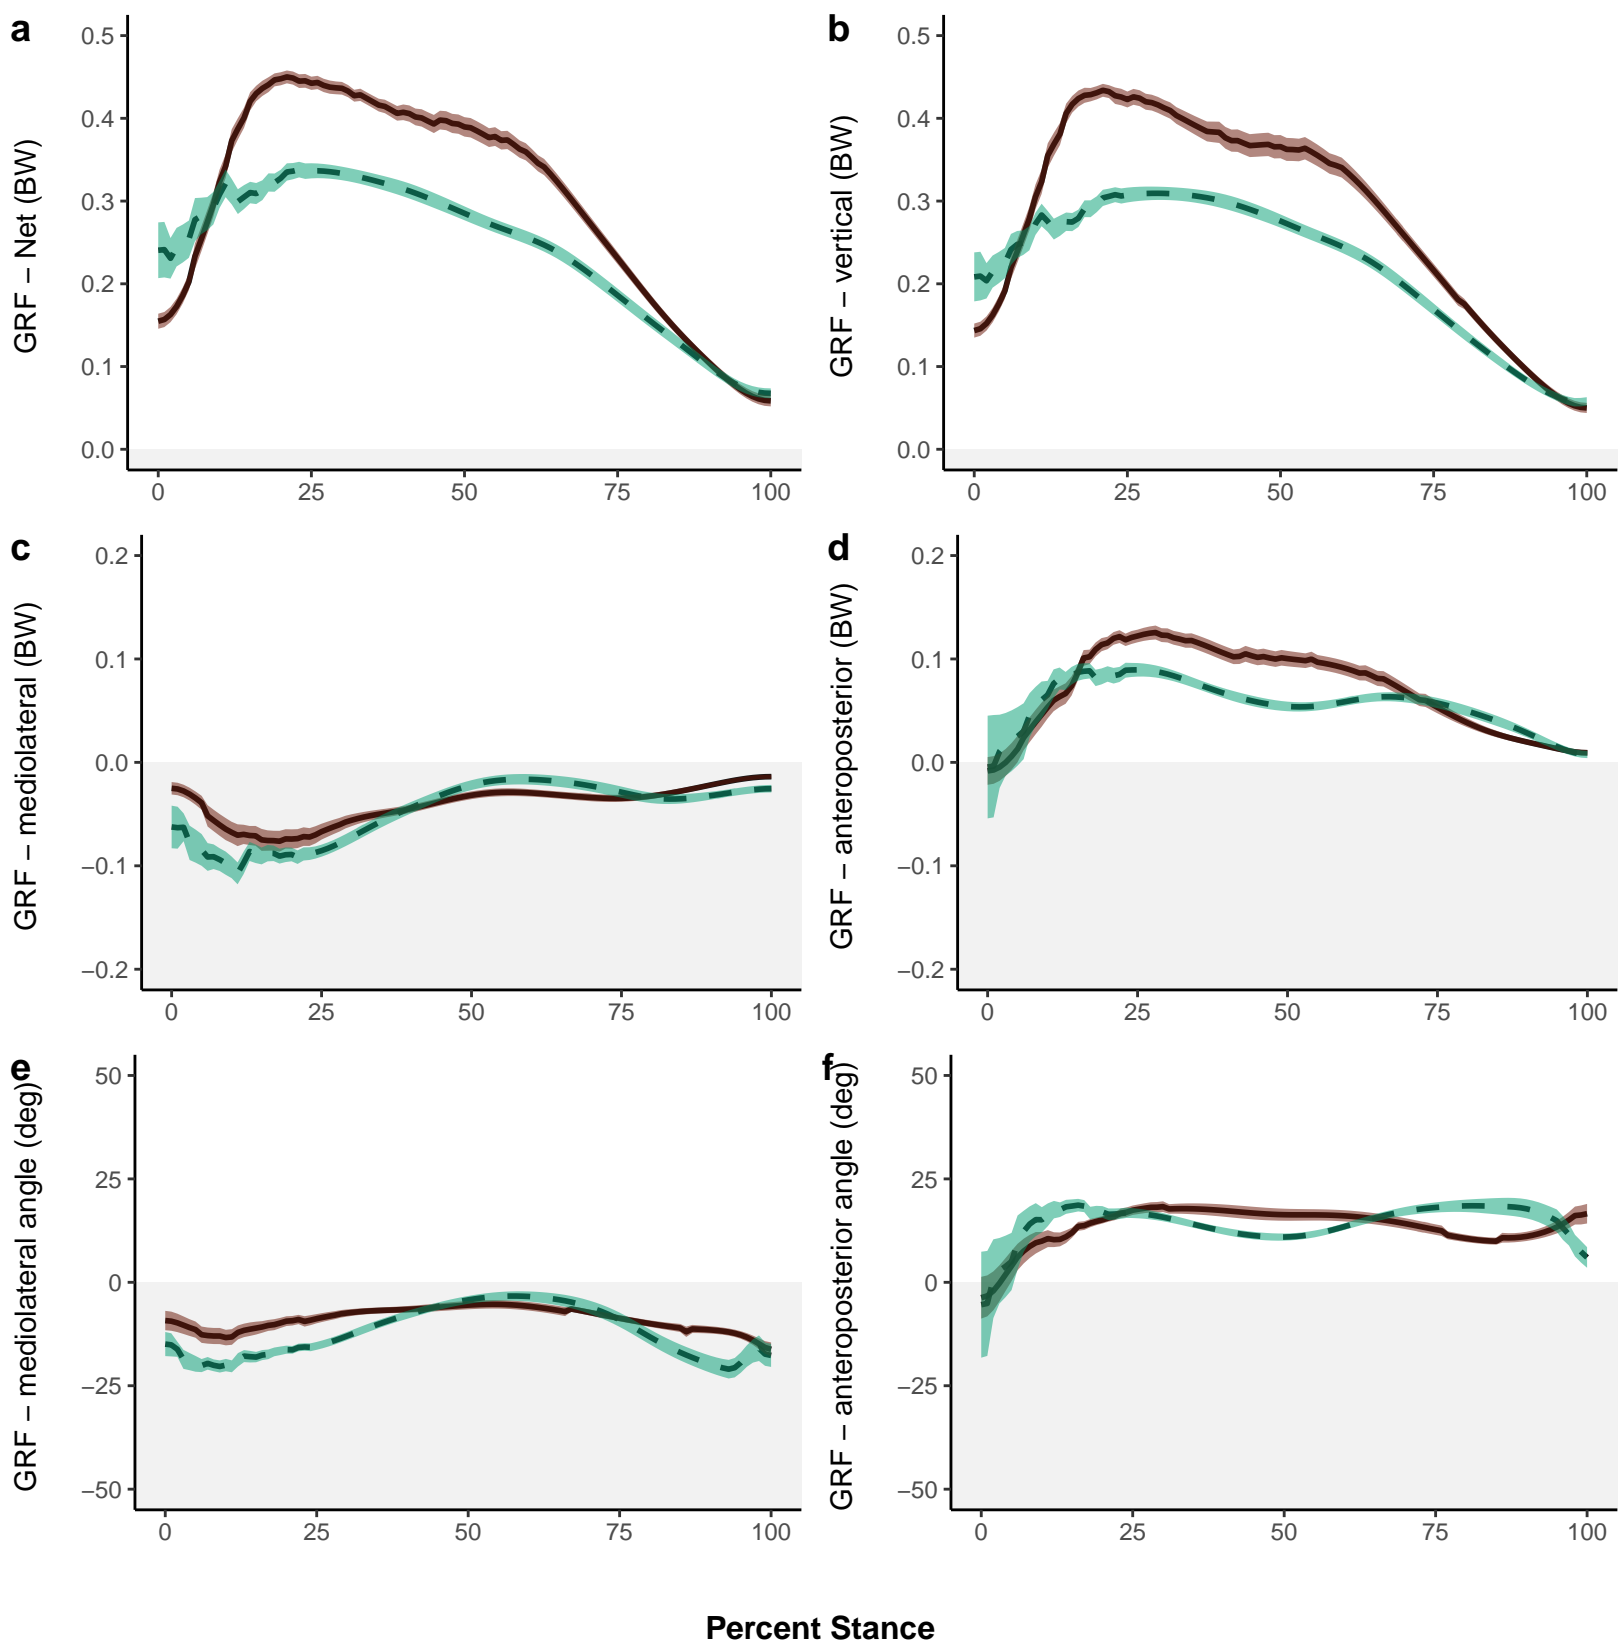 a
GRF − Net (BW)
0.5
0.4
0.3
0.2
0.1
0.0
0 25 50 75 100
b
GRF − vertical (BW)
0.5
0.4
0.3
0.2
0.1
0.0
0 25 50 75 100
c
GRF − mediolateral (BW)
0.2
0.1
0.0
−0.1
−0.2
0 25 50 75 100
d
GRF − anteroposterior (BW)
0.2
0.1
0.0
−0.1
−0.2
0 25 50 75 100
e
GRF − mediolateral angle (deg)
50
25
0
−25
−50
0 25 50 75 100
f
GRF − anteroposterior angle (deg)
50
25
0
−25
−50
0 25 50 75 100
Percent Stance